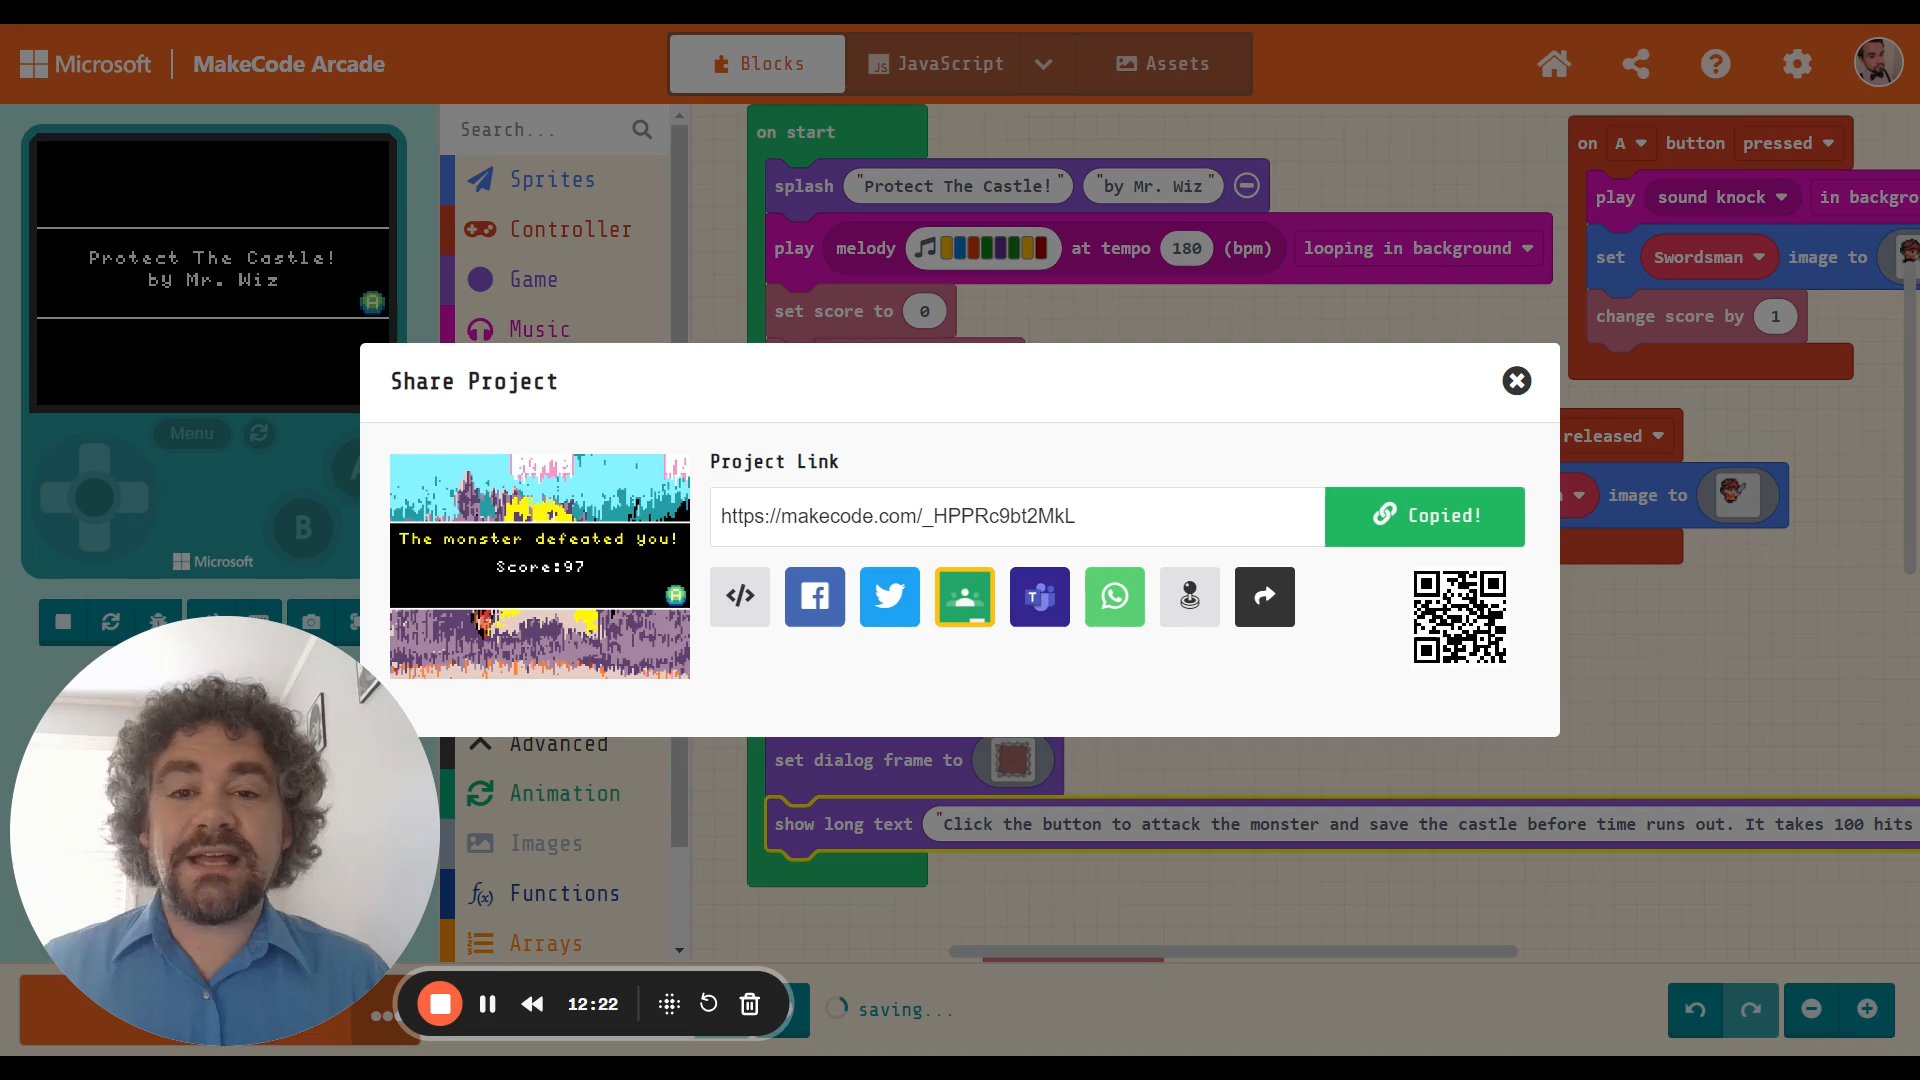 Microsoft | MakeCode Arcade
Blocks
JS JavaScript
Assets
Search...
Sprites
Controller
Game
Music
Protect The Castle!
by Mr. Wiz
A
Menu
B
Microsoft
on start
splash "Protect The Castle!" "by Mr. Wiz"
play melody at tempo 180 (bpm) looping in background
set score to 0
on A button pressed
play sound knock in backgro
set Swordsman image to
change score by 1
released
image to
Share Project
The monster defeated you!
Score:97
A
Project Link
https://makecode.com/_HPPRc9bt2MkL
Copied!
Advanced
Animation
Images
f(x) Functions
Arrays
set dialog frame to
show long text "Click the button to attack the monster and save the castle before time runs out. It takes 100 hits
12:22
saving...